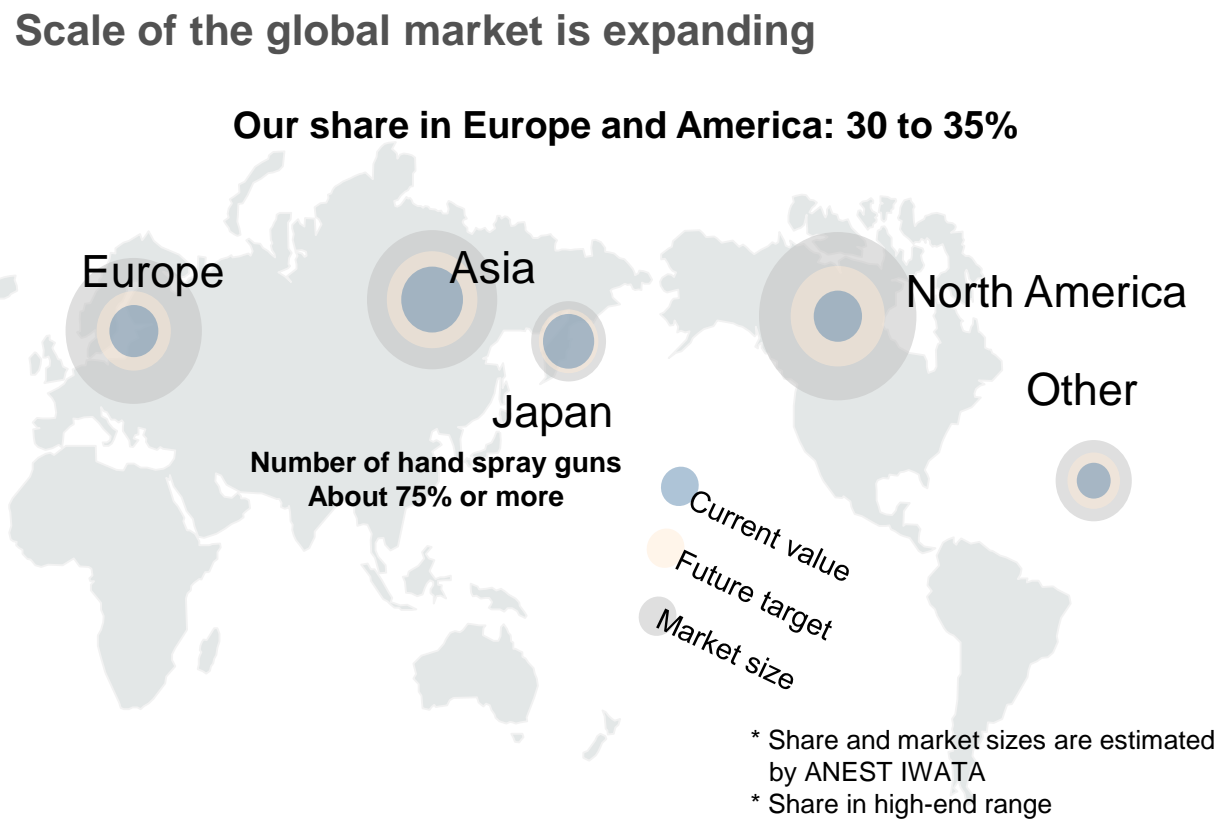 Scale of the global market is expanding
Our share in Europe and America: 30 to 35%
Europe
Asia
North America
Japan
Other
Number of hand spray guns
About 75% or more
Current value
Future target
Market size
* Share and market sizes are estimated
by ANEST IWATA
* Share in high-end range